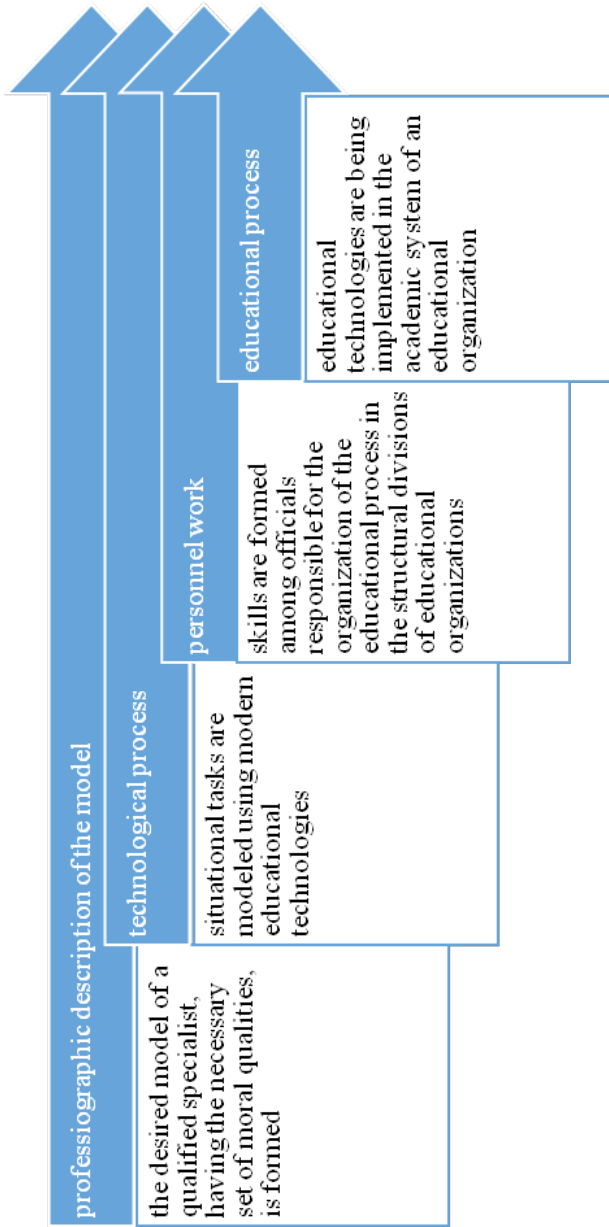 professiographic description of the model
the desired model of a
qualified specialist,
having the necessary
set of moral qualities,
is formed
technological process
situational tasks are
modeled using modern
educational
technologies
personnel work
skills are formed
among officials
responsible for the
organization of the
educational process in
the structural divisions
of educational
organizations
educational process
educational
technologies are being
implemented in the
academic system of an
educational
organization